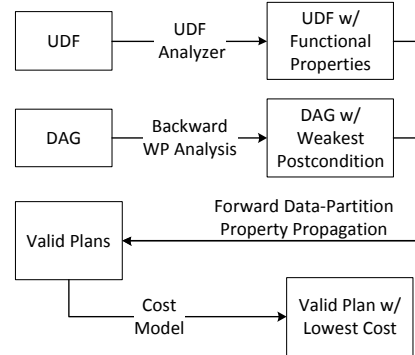 UDF
UDF
Analyzer
UDF w/
Functional
Properties
DAG
Backward
WP Analysis
DAG w/
Weakest
Postcondition
Forward Data-Partition
Property Propagation
Valid Plans
Cost
Model
Valid Plan w/
Lowest Cost